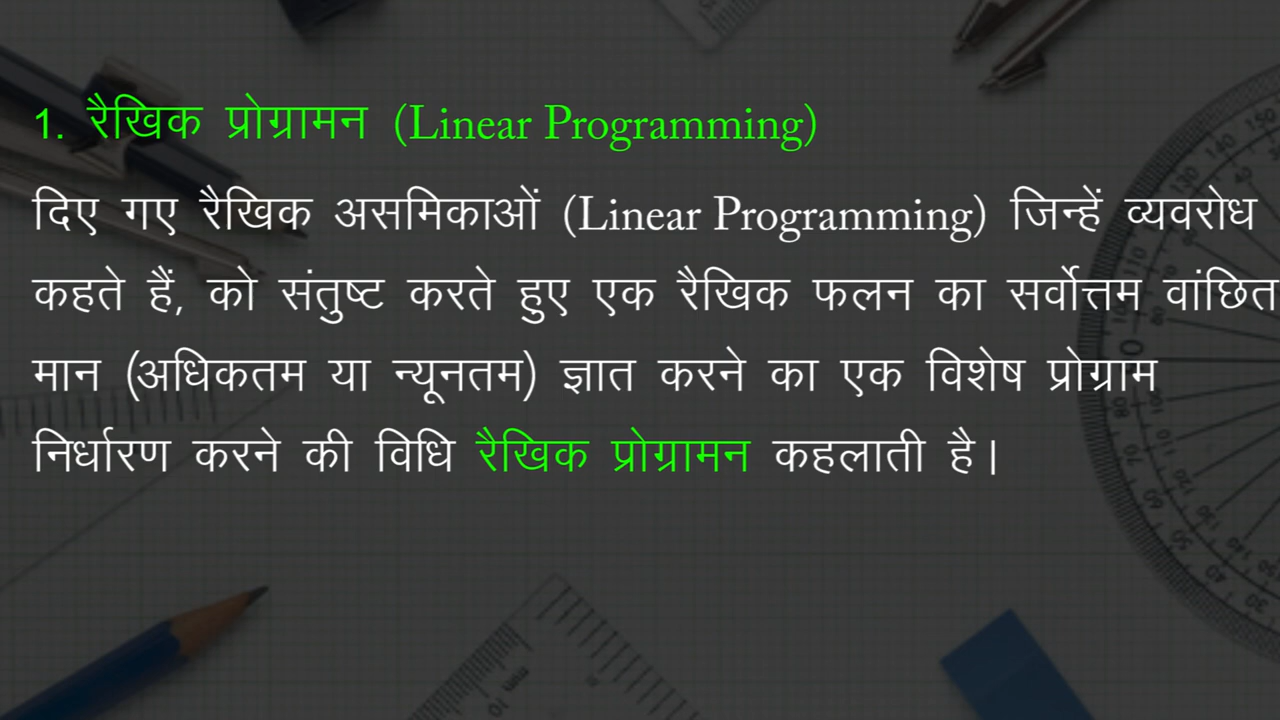 1. रैखिक प्रोग्रामन (Linear Programming)
दिए गए रैखिक असमिकाओं (Linear Programming) जिन्हें व्यवरोध
कहते हैं, को संतुष्ट करते हुए एक रैखिक फलन का सर्वोत्तम वांछित
मान (अधिकतम या न्यूनतम) ज्ञात करने का एक विशेष प्रोग्राम
निर्धारण करने की विधि रैखिक प्रोग्रामन कहलाती है।